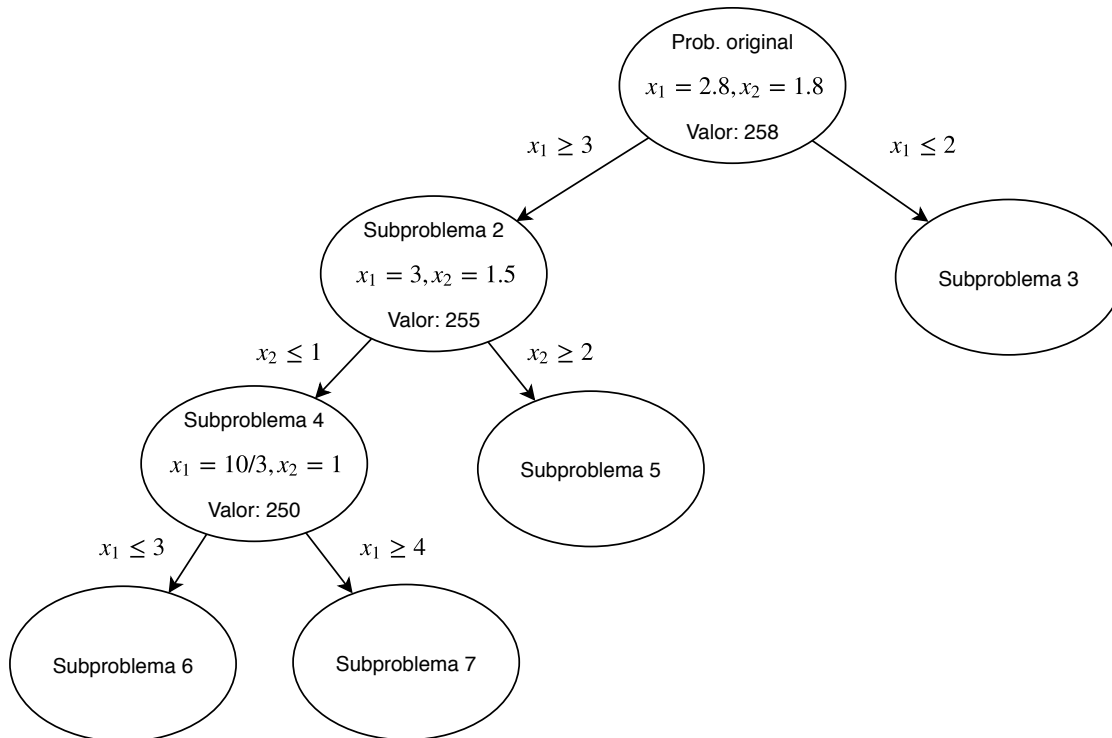 Prob. original
x₁ = 2.8, x₂ = 1.8
Valor: 258
x₁ ≥ 3
x₁ ≤ 2
Subproblema 2
x₁ = 3, x₂ = 1.5
Valor: 255
Subproblema 3
x₂ ≤ 1
x₂ ≥ 2
Subproblema 4
x₁ = 10/3, x₂ = 1
Valor: 250
Subproblema 5
x₁ ≤ 3
x₁ ≥ 4
Subproblema 6
Subproblema 7